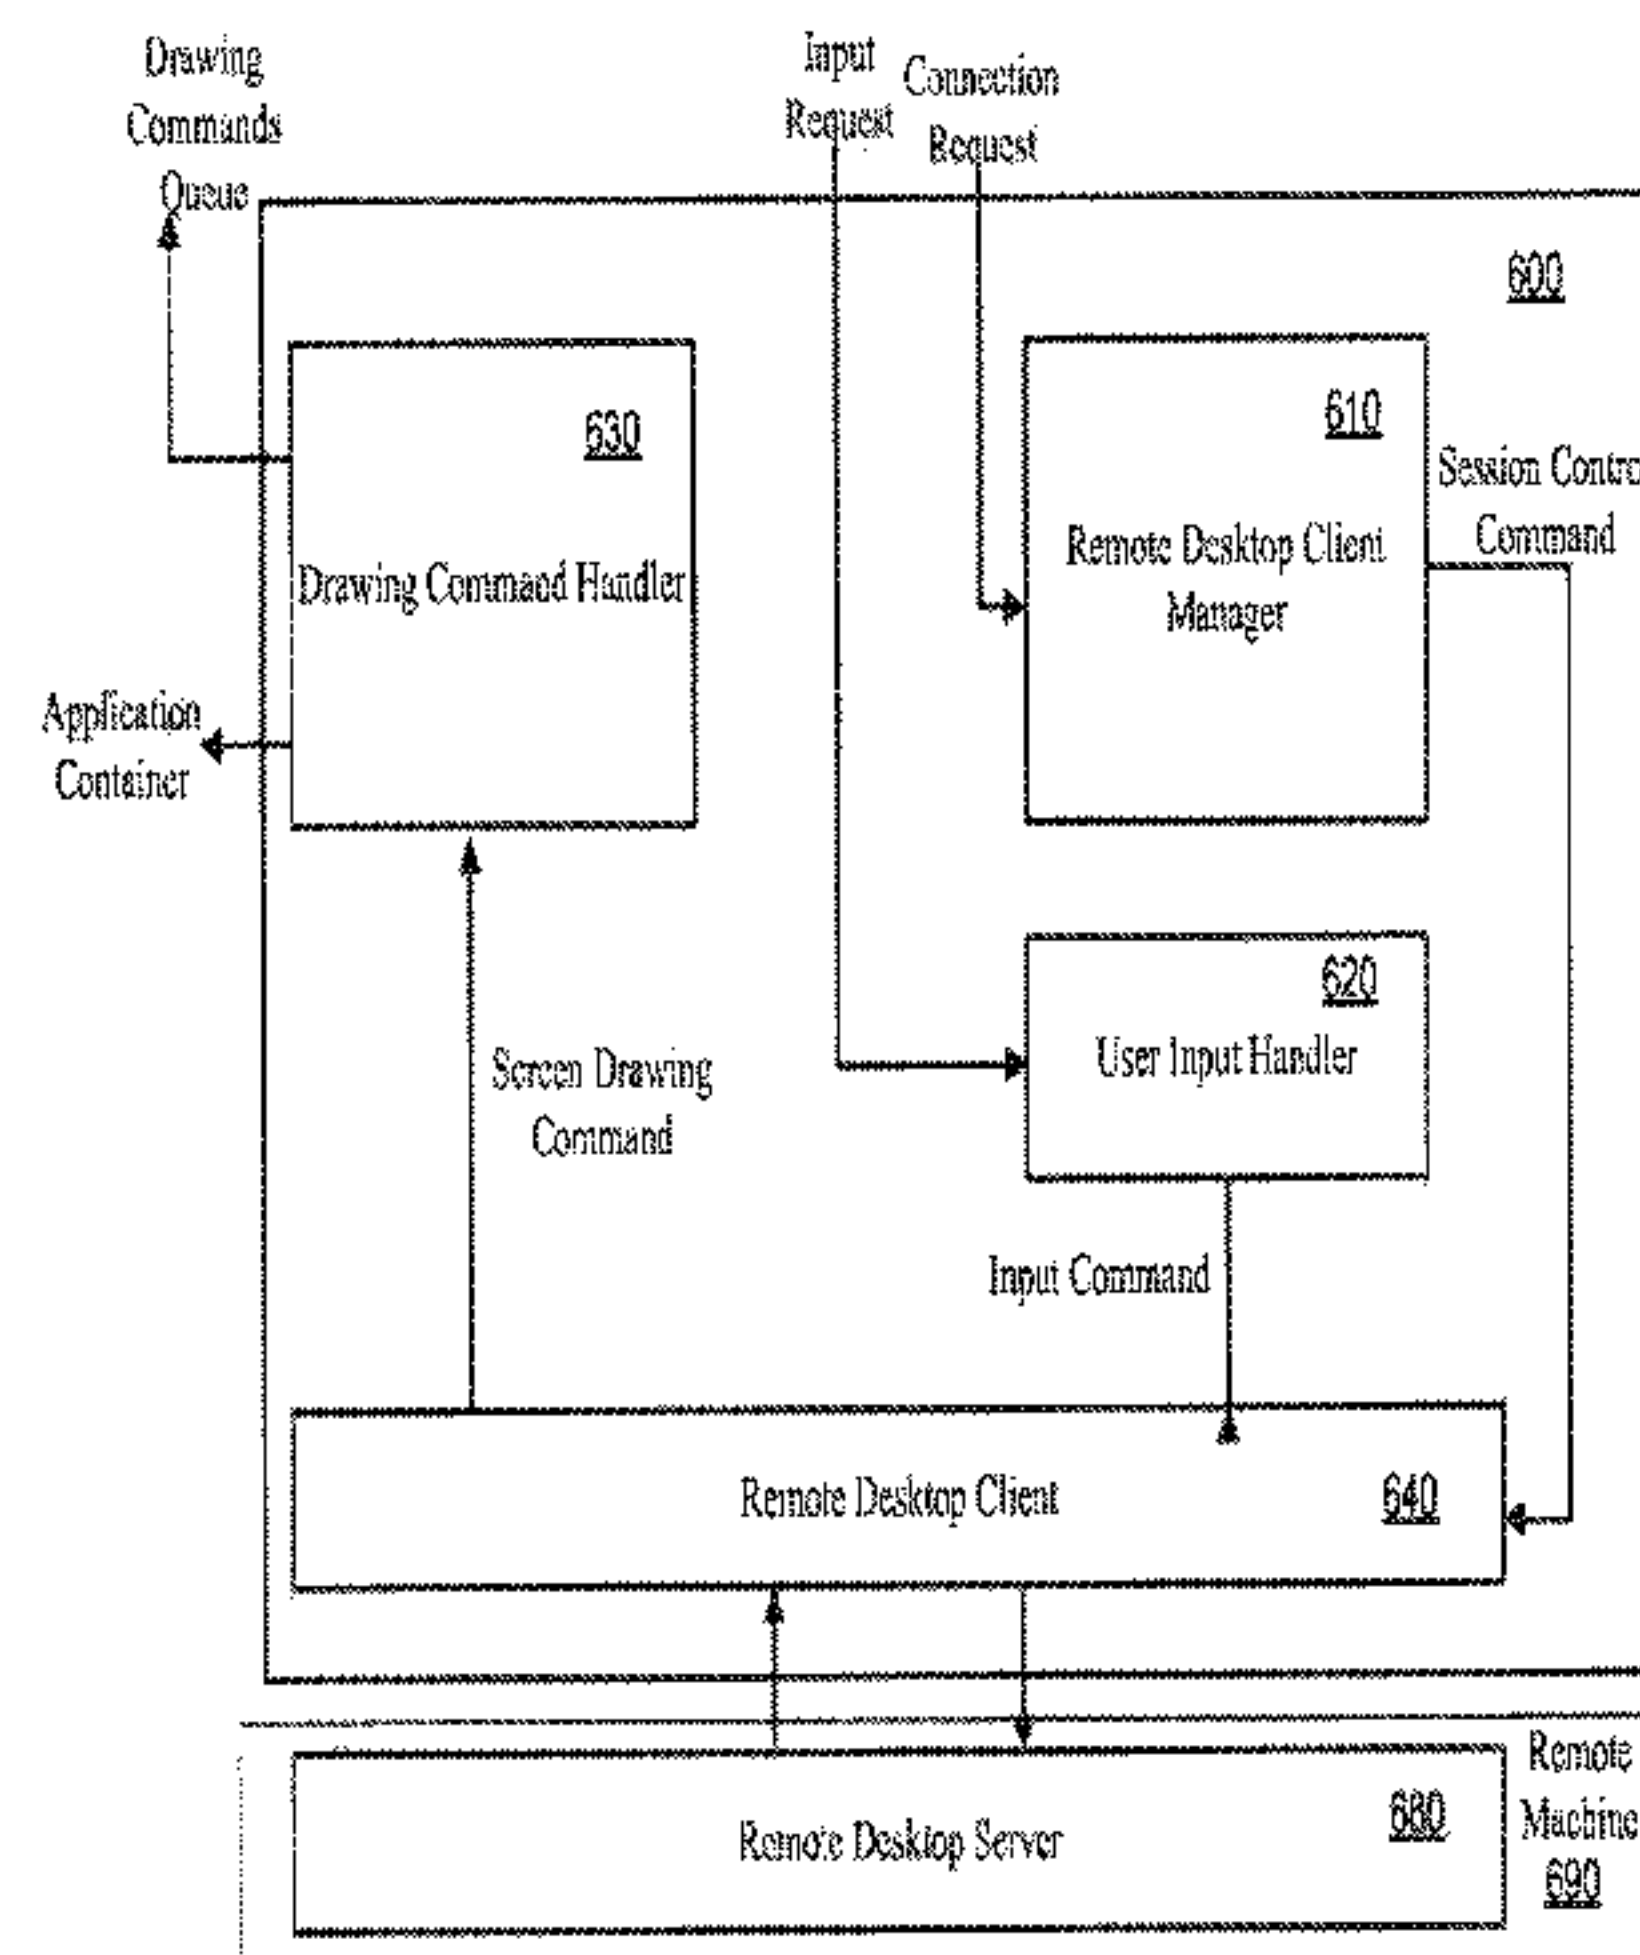 Drawing
Commands
Queue
Input
Request
Connection
Request
600
630
Drawing Command Handler
610
Remote Desktop Client
Manager
Session Contro
Command
Application
Container
620
User Input Handler
Screen Drawing
Command
Input Command
Remote Desktop Client
640
Remote Desktop Server
680
Remote
Machine
690